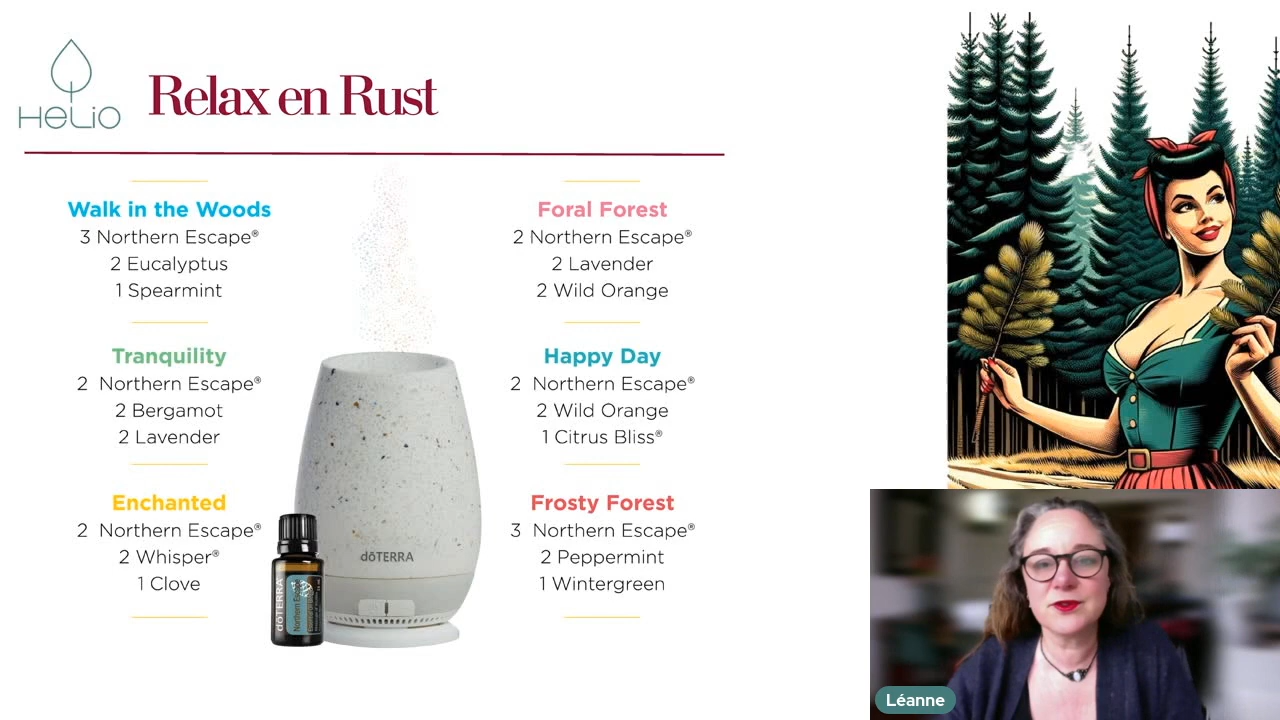 HeLiO
Relax en Rust
Walk in the Woods
3 Northern Escape®
2 Eucalyptus
1 Spearmint
Tranquility
2 Northern Escape®
2 Bergamot
2 Lavender
Enchanted
2 Northern Escape®
2 Whisper®
1 Clove
Foral Forest
2 Northern Escape®
2 Lavender
2 Wild Orange
Happy Day
2 Northern Escape®
2 Wild Orange
1 Citrus Bliss®
Frosty Forest
3 Northern Escape®
2 Peppermint
1 Wintergreen
dōTERRA
dōTERRA
Northern Escape
Léanne